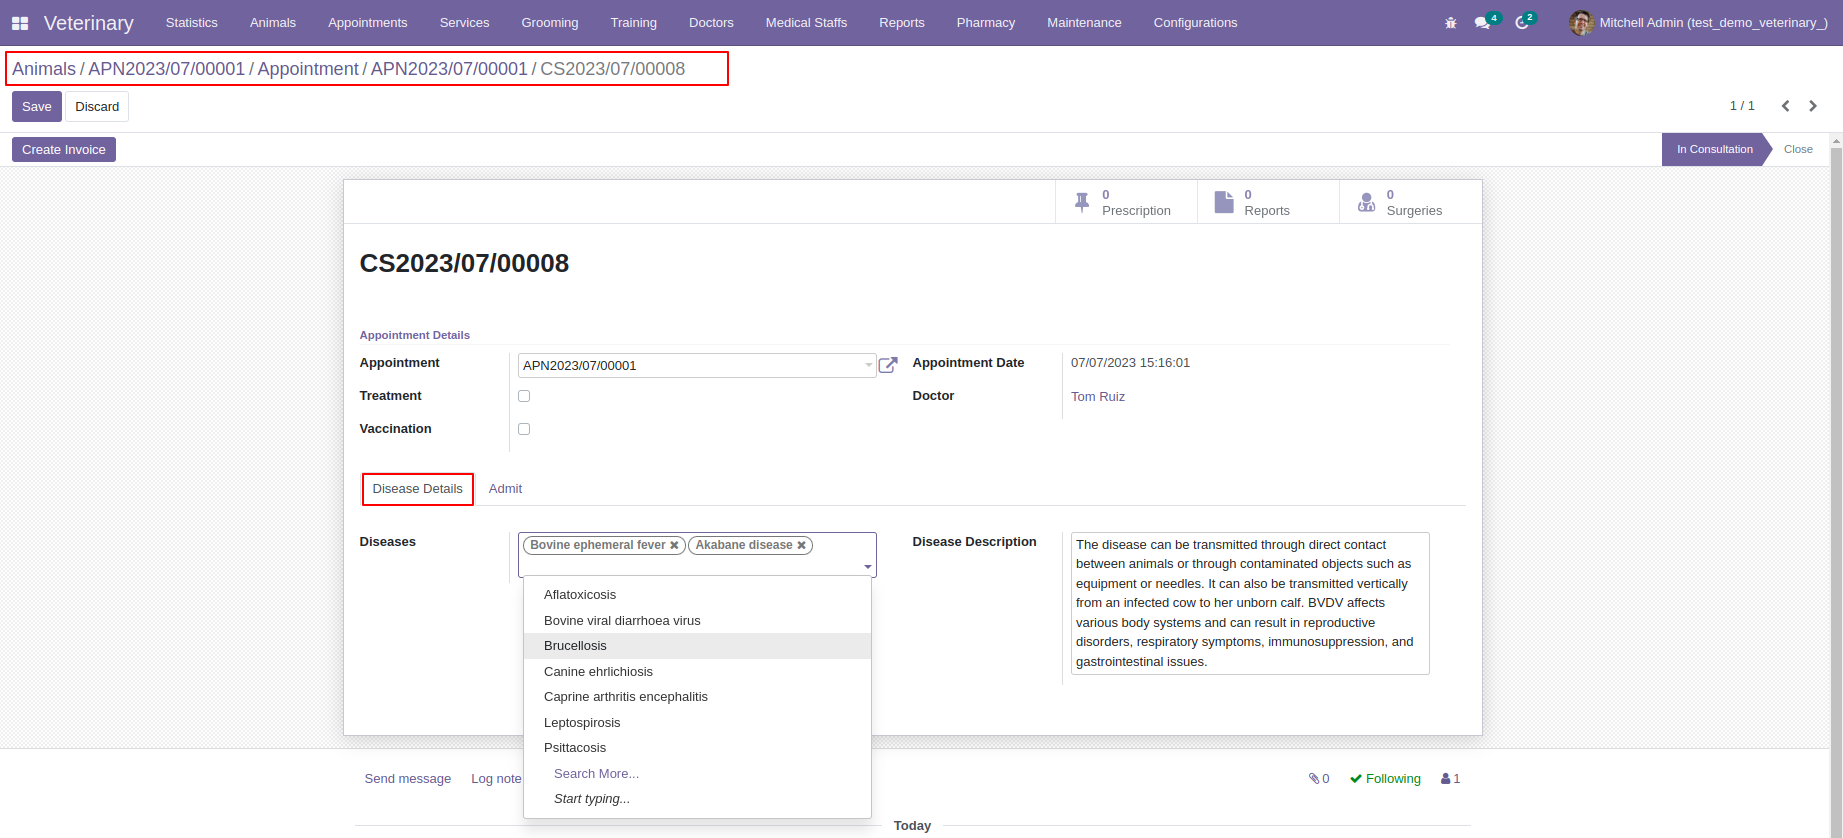 Veterinary Statistics Animals Appointments Services Grooming Training Doctors Medical Staffs Reports Pharmacy Maintenance Configurations 4 2 Mitchell Admin (test_demo_veterinary_)
Animals / APN2023/07/00001 / Appointment / APN2023/07/00001 / CS2023/07/00008
Save Discard 1 / 1
Create Invoice In Consultation Close
0 Prescription
0 Reports
0 Surgeries
CS2023/07/00008
Appointment Details
Appointment APN2023/07/00001 Appointment Date 07/07/2023 15:16:01
Treatment Doctor Tom Ruiz
Vaccination
Disease Details Admit
Diseases Bovine ephemeral fever Akabane disease
Aflatoxicosis
Bovine viral diarrhoea virus
Brucellosis
Canine ehrlichiosis
Caprine arthritis encephalitis
Leptospirosis
Psittacosis
Search More...
Start typing...
Disease Description
The disease can be transmitted through direct contact
between animals or through contaminated objects such as
equipment or needles. It can also be transmitted vertically
from an infected cow to her unborn calf. BVDV affects
various body systems and can result in reproductive
disorders, respiratory symptoms, immunosuppression, and
gastrointestinal issues.
Send message Log note 0 Following 1
Today